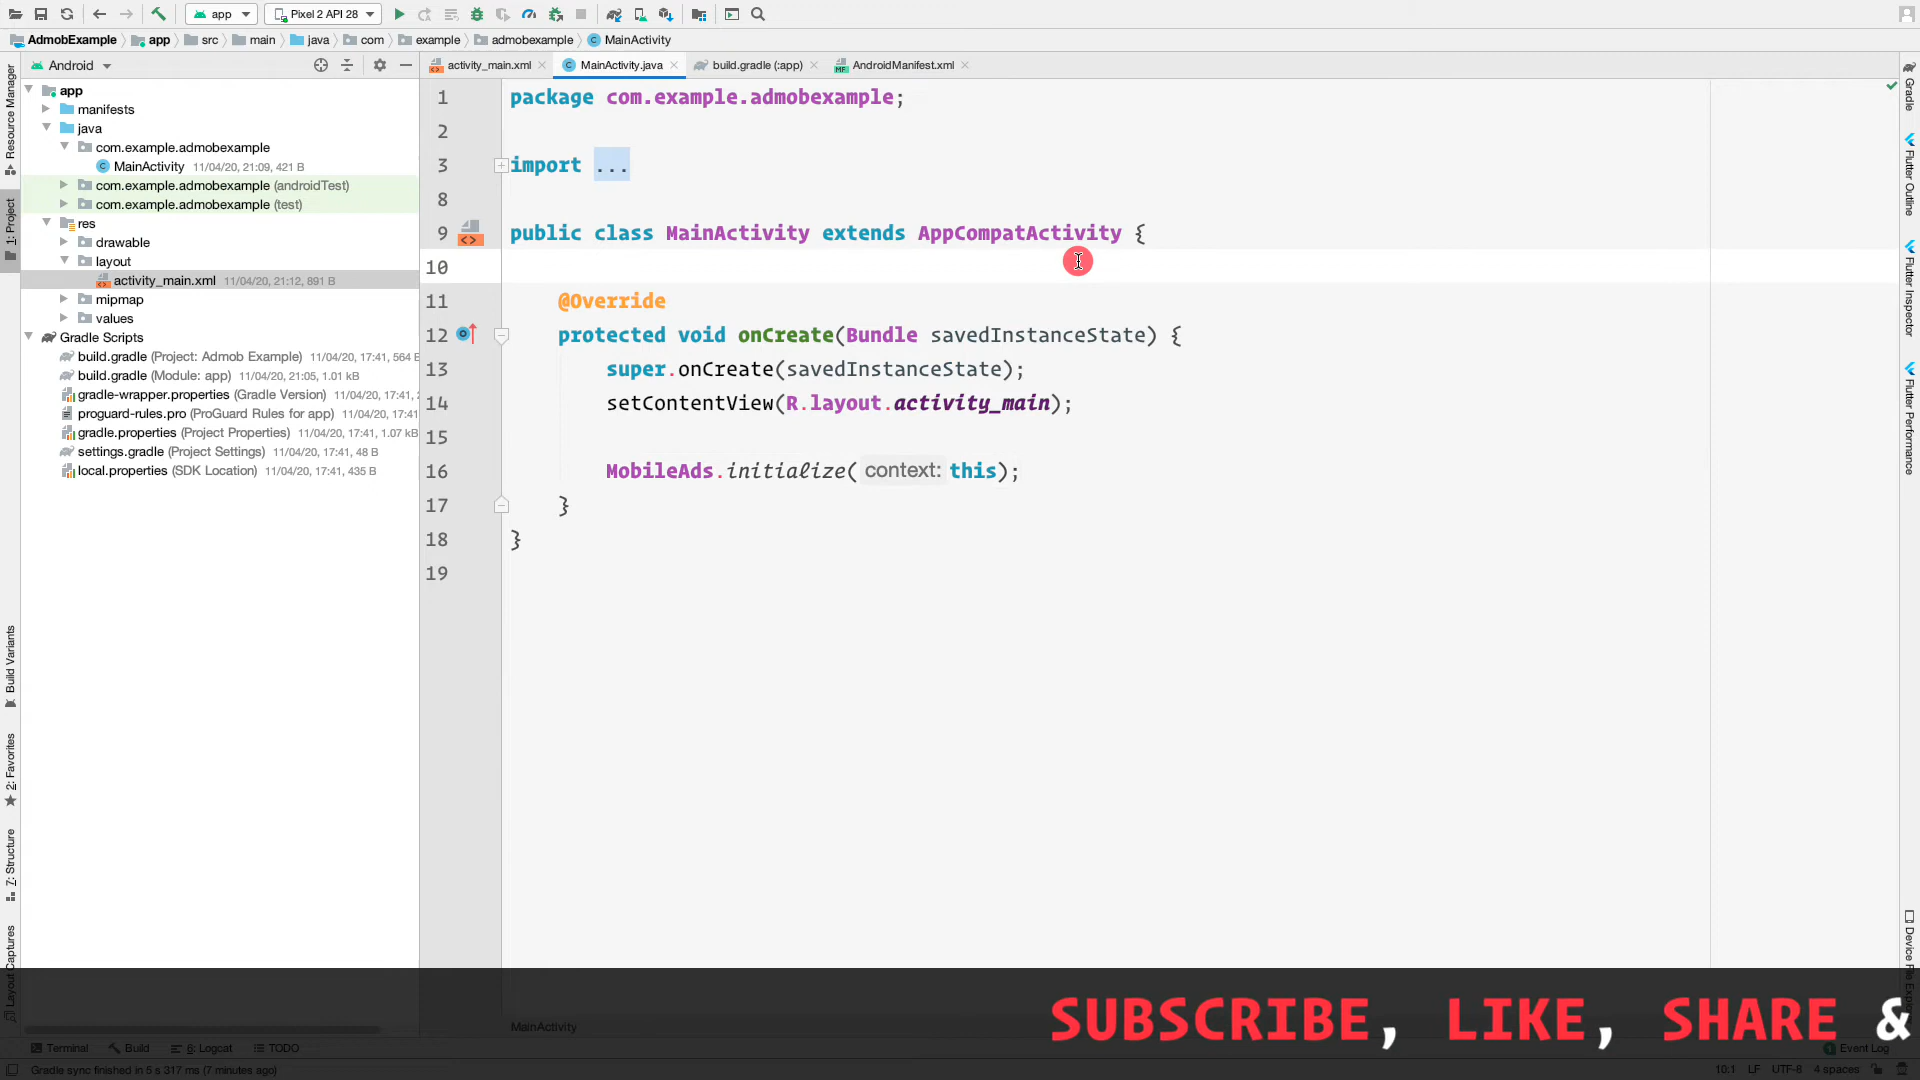 app
Pixel 2 API 28
AdmobExample
app
src
main
java
com
example
admobexample
MainActivity
Android
activity_main.xml
MainActivity.java
build.gradle (:app)
AndroidManifest.xml
app
manifests
java
com.example.admobexample
MainActivity 11/04/20, 21:09, 421 B
com.example.admobexample (androidTest)
com.example.admobexample (test)
res
drawable
layout
activity_main.xml 11/04/20, 21:12, 891 B
mipmap
values
Gradle Scripts
build.gradle (Project: Admob Example) 11/04/20, 17:41, 564 B
build.gradle (Module: app) 11/04/20, 21:05, 1.01 kB
gradle-wrapper.properties (Gradle Version) 11/04/20, 17:41,
proguard-rules.pro (ProGuard Rules for app) 11/04/20, 17:41
gradle.properties (Project Properties) 11/04/20, 17:41, 1.07 kB
settings.gradle (Project Settings) 11/04/20, 17:41, 48 B
local.properties (SDK Location) 11/04/20, 17:41, 435 B
Resource Manager
1: Project
Build Variants
2: Favorites
7: Structure
Layout Captures
1 package com.example.admobexample;
2
3 import ...
8
9 public class MainActivity extends AppCompatActivity {
10
11 @Override
12 protected void onCreate(Bundle savedInstanceState) {
13 super.onCreate(savedInstanceState);
14 setContentView(R.layout.activity_main);
15
16 MobileAds.initialize( context: this);
17 }
18 }
19
Gradle
Flutter Outline
Flutter Inspector
Flutter Performance
Device File Explorer
MainActivity
SUBSCRIBE, LIKE, SHARE &
Terminal
Build
6: Logcat
TODO
Event Log
Gradle sync finished in 5 s 317 ms (7 minutes ago)
10:1 LF UTF-8 4 spaces